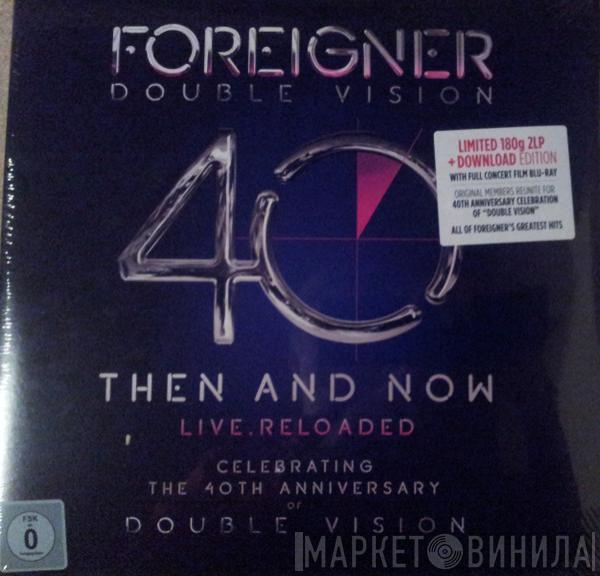 FOREIGNER
DOUBLE VISION
40
LIMITED 180g 2LP
+ DOWNLOAD EDITION
WITH FULL CONCERT FILM BLU-RAY
ORIGINAL MEMBERS REUNITE FOR
40TH ANNIVERSARY CELEBRATION
OF "DOUBLE VISION"
ALL OF FOREIGNER'S GREATEST HITS
THEN AND NOW
LIVE.RELOADED
CELEBRATING
THE 40TH ANNIVERSARY
OF
DOUBLE VISION
FSK
0
МАРКЕТ ВИНИЛА